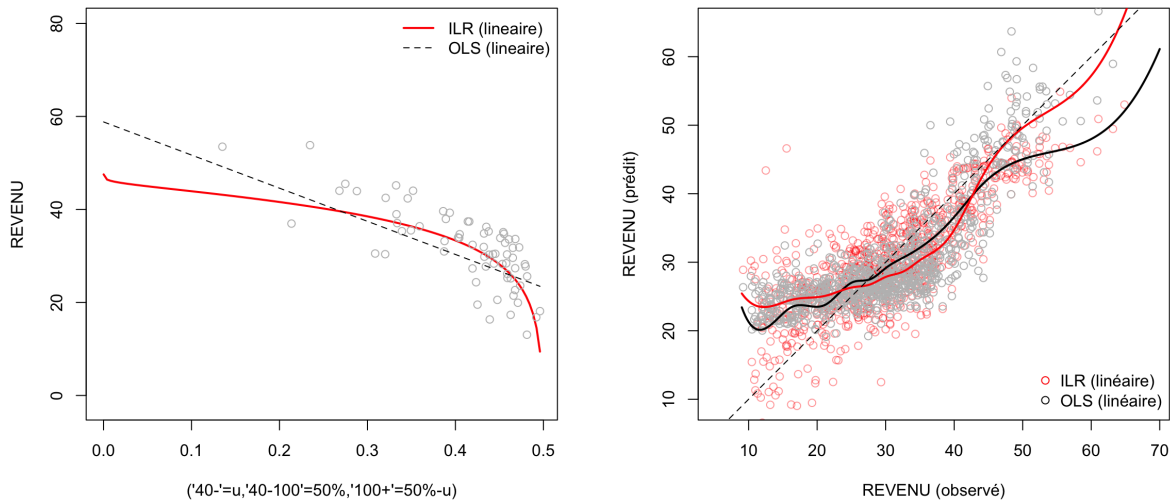 REVENU
80
60
40
20
0
ILR (lineaire)
OLS (lineaire)
0.0 0.1 0.2 0.3 0.4 0.5
('40-'=u,'40-100'=50%,'100+'=50%-u)
REVENU (prédit)
60
50
40
30
20
10
ILR (linéaire)
OLS (linéaire)
10 20 30 40 50 60 70
REVENU (observé)